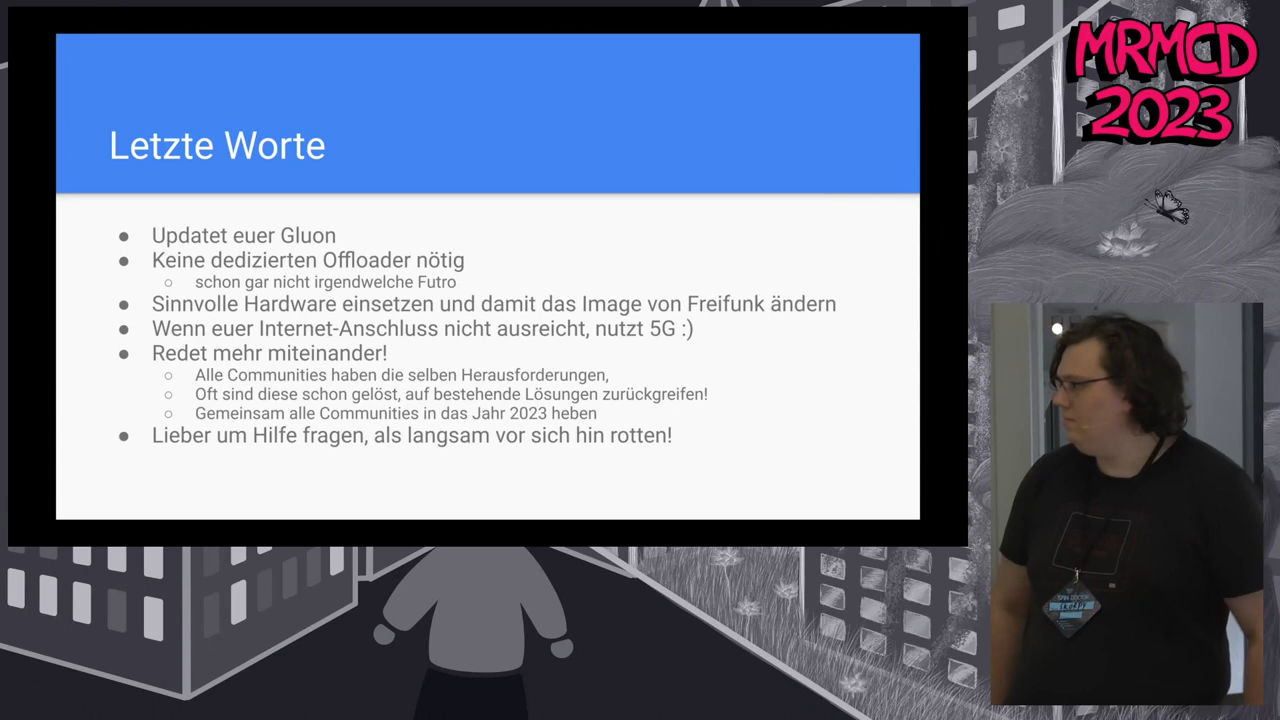 Letzte Worte
● Updatet euer Gluon
● Keine dedizierten Offloader nötig
○ schon gar nicht irgendwelche Futro
● Sinnvolle Hardware einsetzen und damit das Image von Freifunk ändern
● Wenn euer Internet-Anschluss nicht ausreicht, nutzt 5G :)
● Redet mehr miteinander!
○ Alle Communities haben die selben Herausforderungen,
○ Oft sind diese schon gelöst, auf bestehende Lösungen zurückgreifen!
○ Gemeinsam alle Communities in das Jahr 2023 heben
● Lieber um Hilfe fragen, als langsam vor sich hin rotten!
MRMCD
2023
SPIN DOCTOR